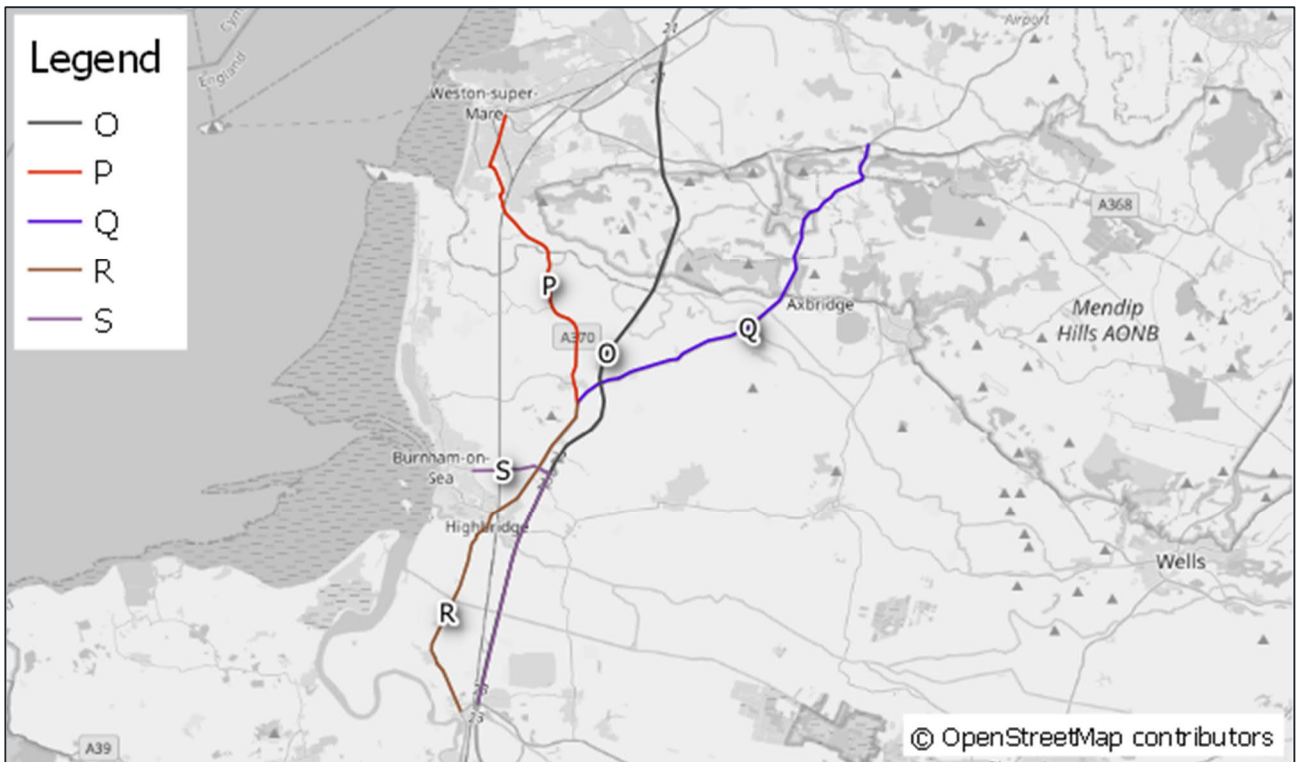 Legend
O
P
Q
R
S
Cym
England
Airport
21
Weston-super-
Mare
A368
Axbridge
Mendip
Hills AONB
P
A370
O
Q
Burnham-on-
Sea
S
22
Highbridge
Wells
R
23
A39
© OpenStreetMap contributors